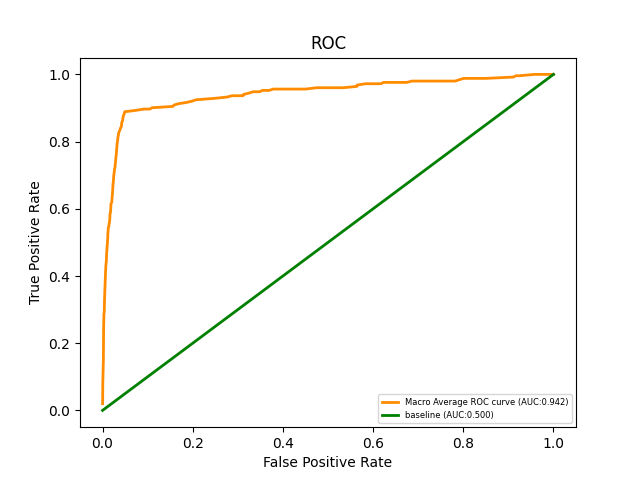 ROC
True Positive Rate
1.0
0.8
0.6
0.4
0.2
0.0
Macro Average ROC curve (AUC:0.942)
baseline (AUC:0.500)
0.0 0.2 0.4 0.6 0.8 1.0
False Positive Rate